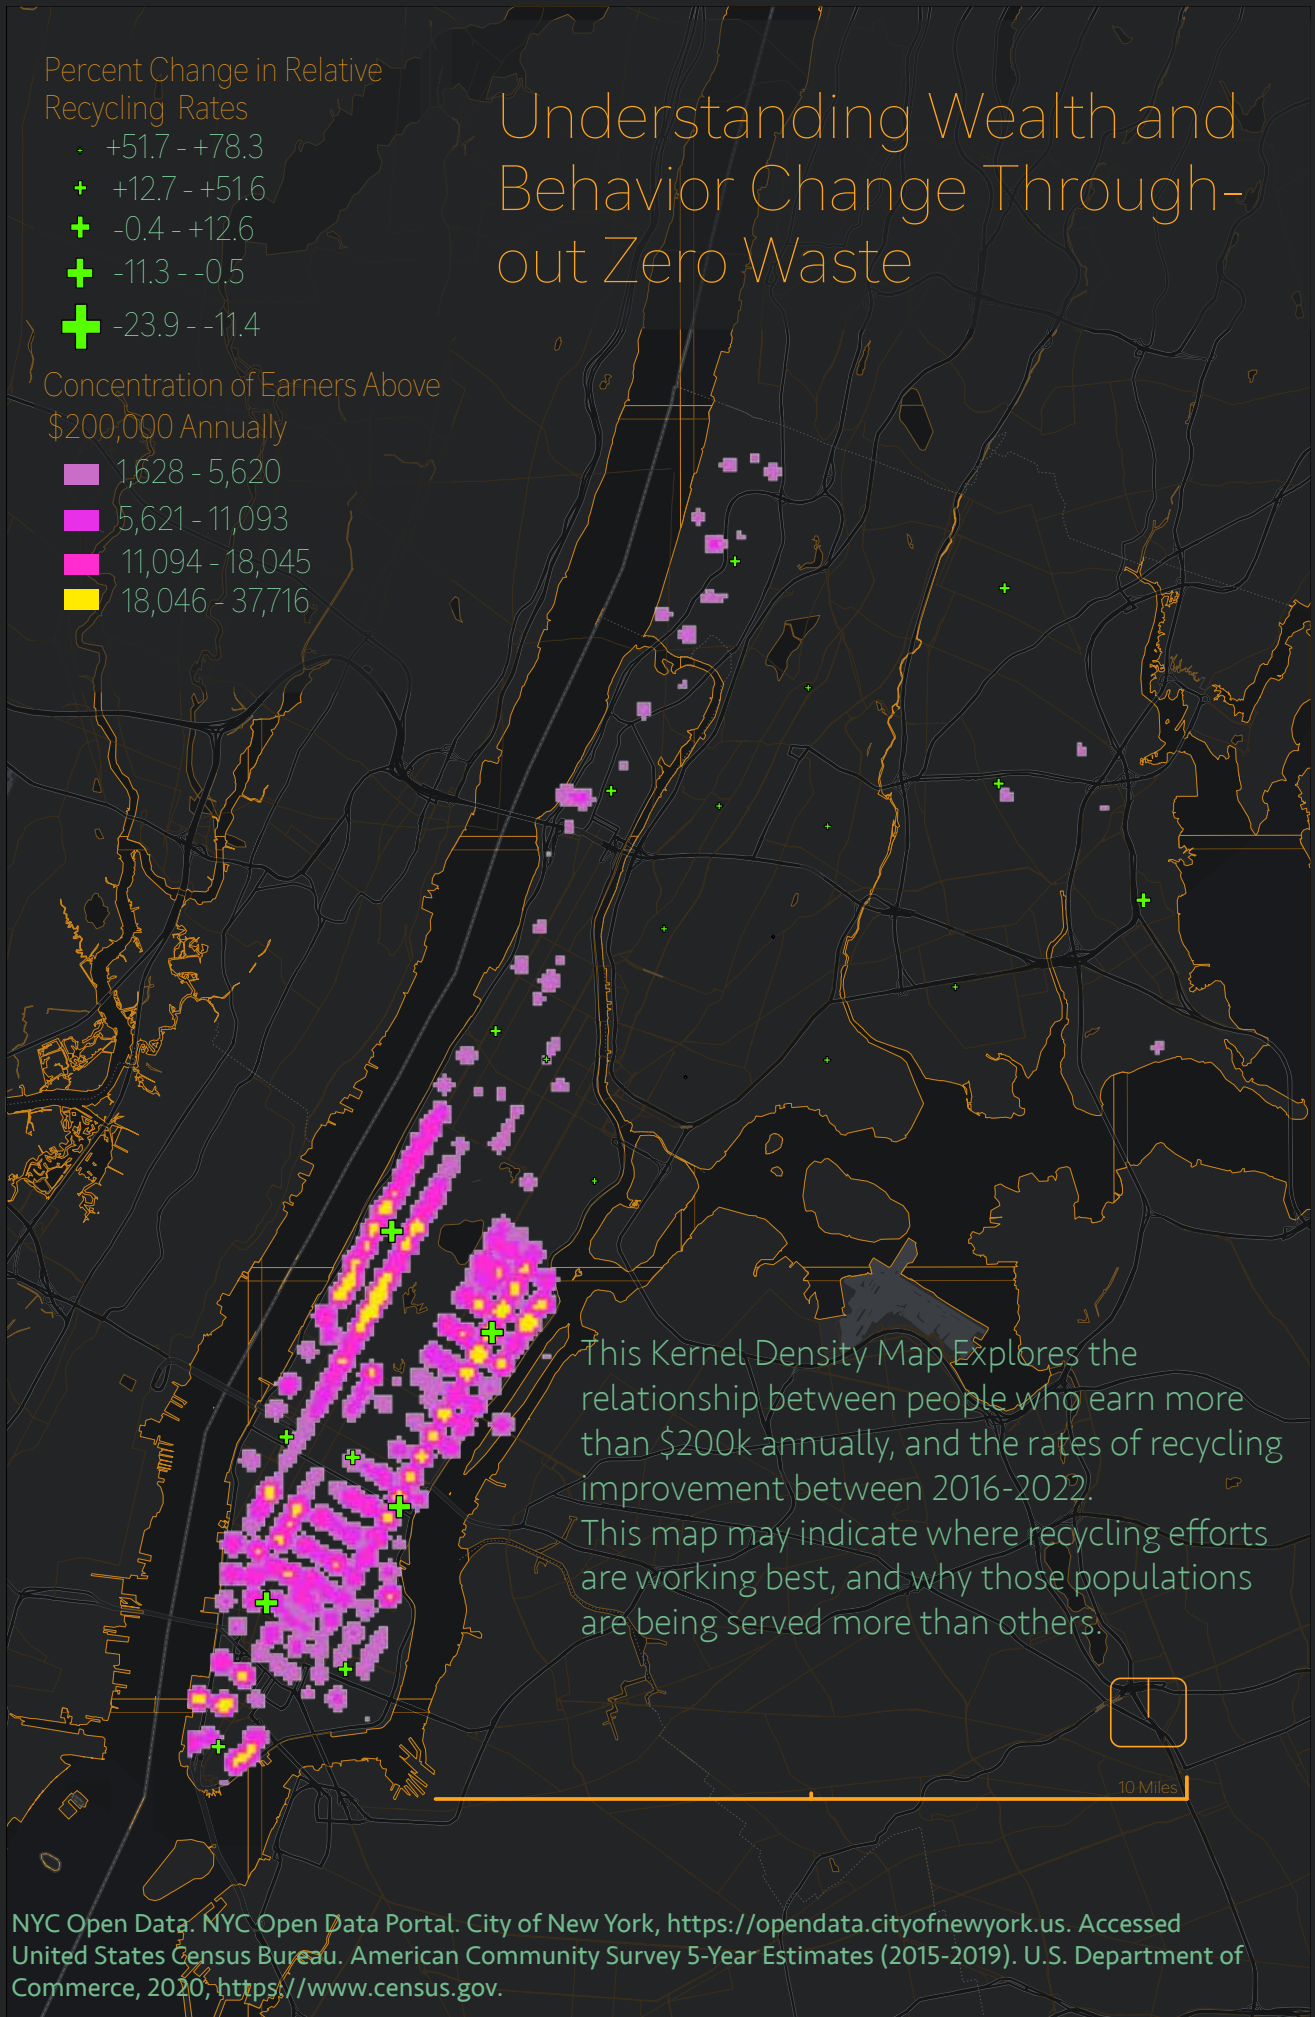 Percent Change in Relative
Recycling Rates
+51.7 - +78.3
+12.7 - +51.6
-0.4 - +12.6
-11.3 - -0.5
-23.9 - -11.4
Concentration of Earners Above
$200,000 Annually
1,628 - 5,620
5,621 - 11,093
11,094 - 18,045
18,046 - 37,716
Understanding Wealth and
Behavior Change Through-
out Zero Waste
This Kernel Density Map Explores the
relationship between people who earn more
than $200k annually, and the rates of recycling
improvement between 2016-2022.
This map may indicate where recycling efforts
are working best, and why those populations
are being served more than others.
10 Miles
NYC Open Data. NYC Open Data Portal. City of New York, https://opendata.cityofnewyork.us. Accessed
United States Census Bureau. American Community Survey 5-Year Estimates (2015-2019). U.S. Department of
Commerce, 2020, https://www.census.gov.